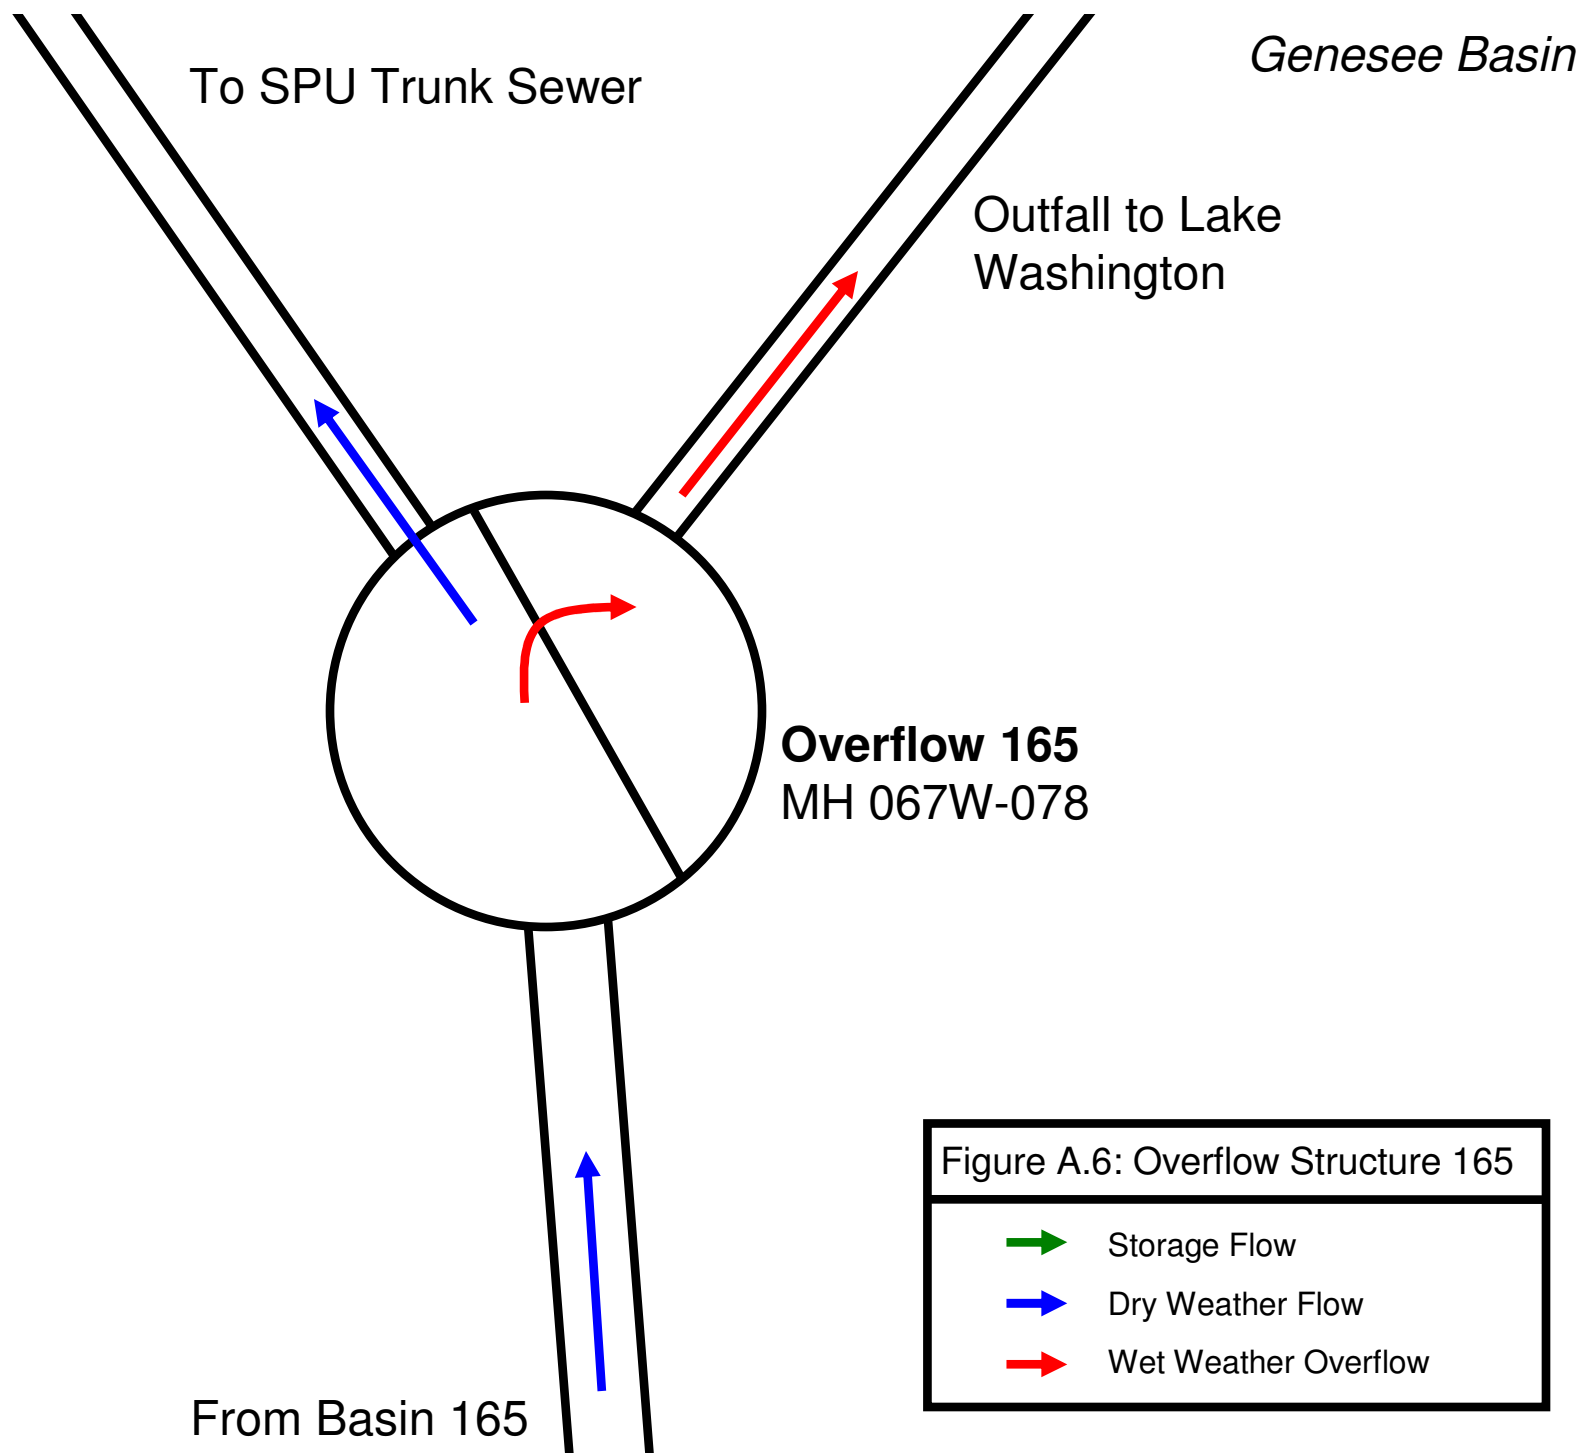 Genesee Basin
To SPU Trunk Sewer
Outfall to Lake
Washington
Overflow 165
MH 067W-078
From Basin 165
Figure A.6: Overflow Structure 165
Storage Flow
Dry Weather Flow
Wet Weather Overflow